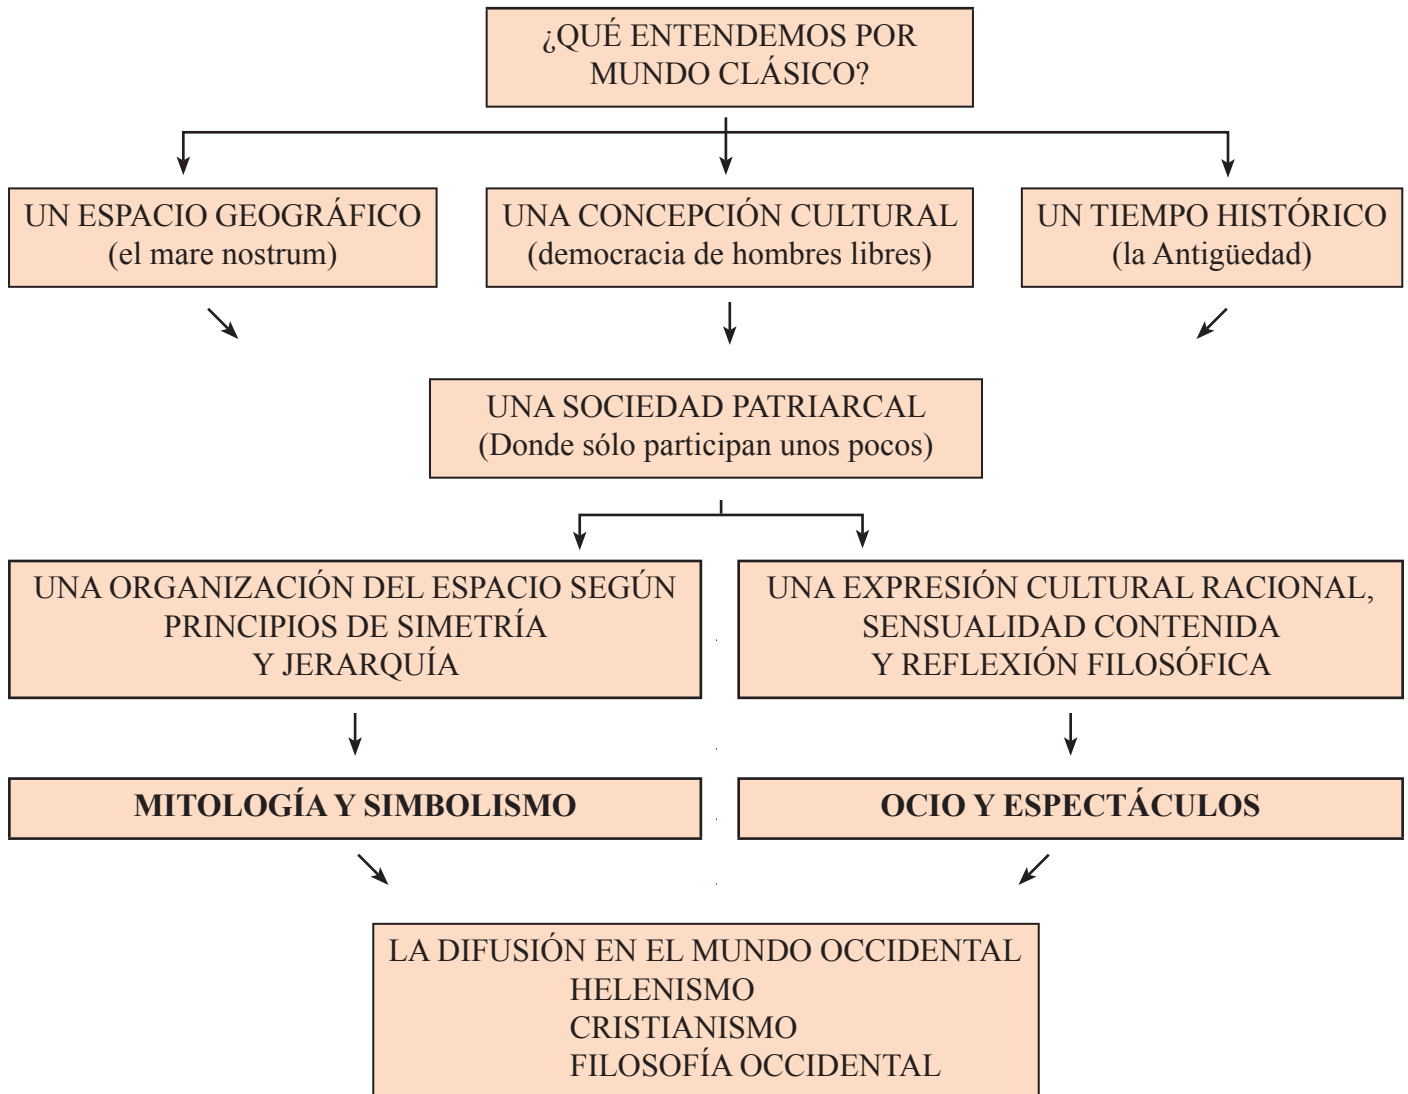 ¿QUÉ ENTENDEMOS POR
MUNDO CLÁSICO?
UN ESPACIO GEOGRÁFICO
(el mare nostrum)
UNA CONCEPCIÓN CULTURAL
(democracia de hombres libres)
UN TIEMPO HISTÓRICO
(la Antigüedad)
UNA SOCIEDAD PATRIARCAL
(Donde sólo participan unos pocos)
UNA ORGANIZACIÓN DEL ESPACIO SEGÚN
PRINCIPIOS DE SIMETRÍA
Y JERARQUÍA
UNA EXPRESIÓN CULTURAL RACIONAL,
SENSUALIDAD CONTENIDA
Y REFLEXIÓN FILOSÓFICA
MITOLOGÍA Y SIMBOLISMO
OCIO Y ESPECTÁCULOS
LA DIFUSIÓN EN EL MUNDO OCCIDENTAL
HELENISMO
CRISTIANISMO
FILOSOFÍA OCCIDENTAL